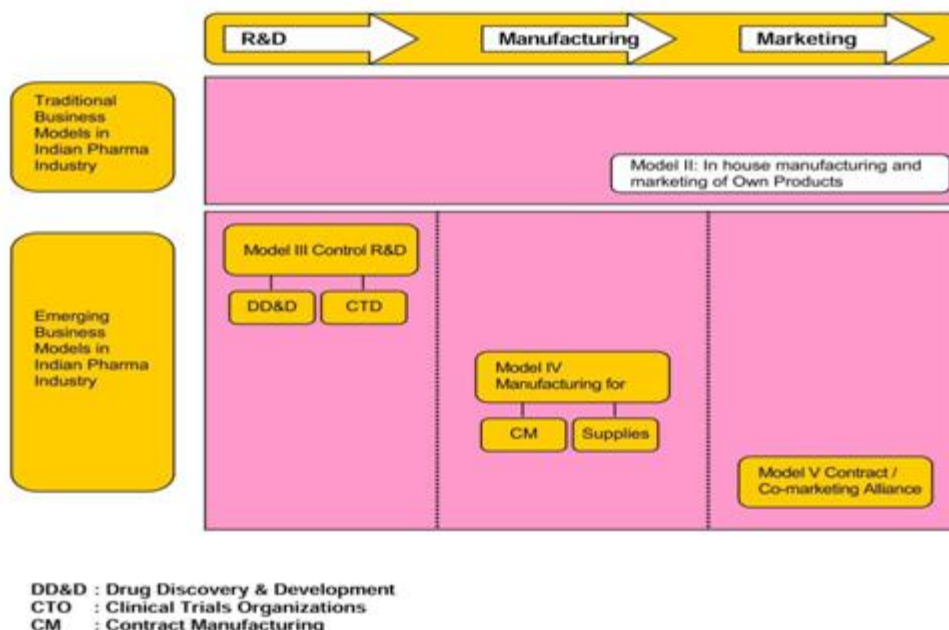 R&D
Manufacturing
Marketing
Traditional
Business
Models in
Indian Pharma
Industry
Model II: In house manufacturing and
marketing of Own Products
Emerging
Business
Models in
Indian Pharma
Industry
Model III Control R&D
DD&D
CTD
Model IV
Manufacturing for
CM
Supplies
Model V Contract /
Co-marketing Alliance
DD&D : Drug Discovery & Development
CTO : Clinical Trials Organizations
CM : Contract Manufacturing